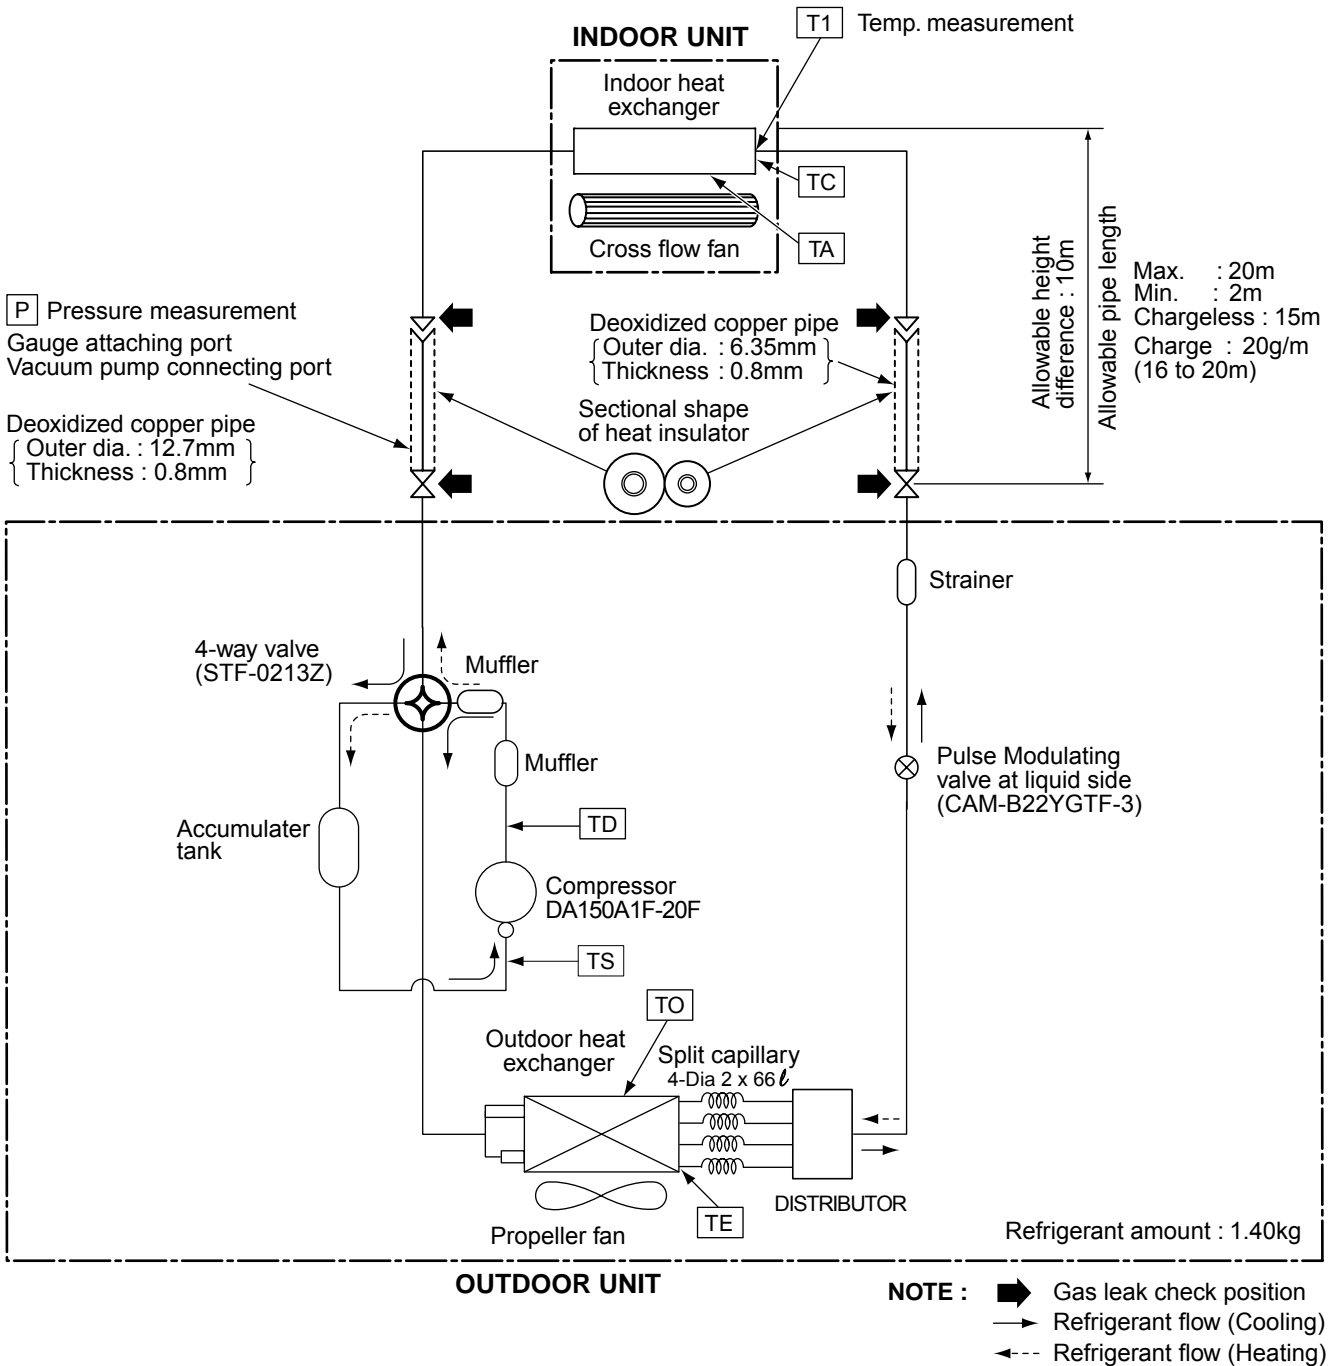 T1
Temp. measurement
INDOOR UNIT
Indoor heat
exchanger
TC
TA
Cross flow fan
Allowable height
difference : 10m
Allowable pipe length
Max. : 20m
Min. : 2m
Chargeless : 15m
Charge : 20g/m
(16 to 20m)
P Pressure measurement
Gauge attaching port
Vacuum pump connecting port
Deoxidized copper pipe
Outer dia. : 12.7mm
Thickness : 0.8mm
Deoxidized copper pipe
Outer dia. : 6.35mm
Thickness : 0.8mm
Sectional shape
of heat insulator
Strainer
4-way valve
(STF-0213Z)
Muffler
Muffler
Pulse Modulating
valve at liquid side
(CAM-B22YGTF-3)
TD
Accumulater
tank
Compressor
DA150A1F-20F
TS
TO
Outdoor heat
exchanger
Split capillary
4-Dia 2 x 66 ℓ
TE
DISTRIBUTOR
Propeller fan
Refrigerant amount : 1.40kg
OUTDOOR UNIT
NOTE :
Gas leak check position
Refrigerant flow (Cooling)
Refrigerant flow (Heating)